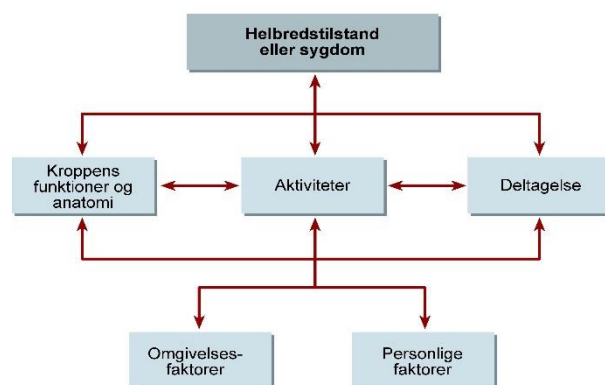 Helbredstilstand
eller sygdom
Kroppens
funktioner og
anatomi
Aktiviteter
Deltagelse
Omgivelses-
faktorer
Personlige
faktorer